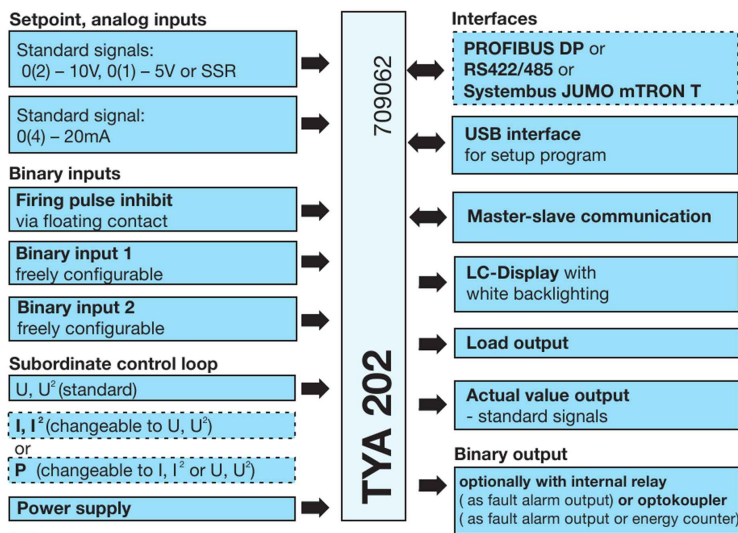 Setpoint, analog inputs
Standard signals:
0(2) – 10V, 0(1) – 5V or SSR
Standard signal:
0(4) – 20mA
Binary inputs
Firing pulse inhibit
via floating contact
Binary input 1
freely configurable
Binary input 2
freely configurable
Subordinate control loop
U, U² (standard)
I, I² (changeable to U, U²)
or
P (changeable to I, I² or U, U²)
Power supply
709062
TYA 202
Interfaces
PROFIBUS DP or
RS422/485 or
Systembus JUMO mTRON T
USB interface
for setup program
Master-slave communication
LC-Display with
white backlighting
Load output
Actual value output
- standard signals
Binary output
optionally with internal relay
( as fault alarm output) or optokoupler
( as fault alarm output or energy counter)